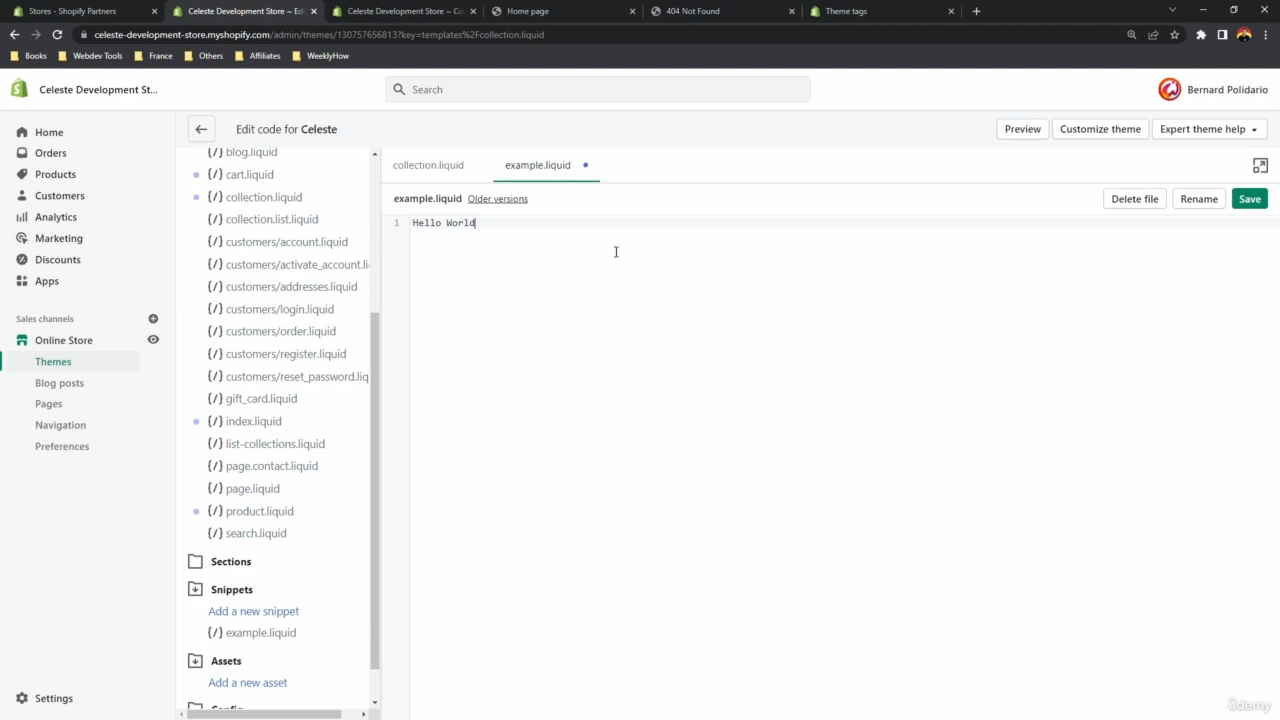 Stores - Shopify Partners
Celeste Development Store ~ Edi
Celeste Development Store ~ Co
Home page
404 Not Found
Theme tags
celeste-development-store.myshopify.com/admin/themes/130757656813?key=templates%2Fcollection.liquid
Books
Webdev Tools
France
Others
Affiliates
WeeklyHow
Celeste Development St...
Search
Bernard Polidario
Home
Orders
Products
Customers
Analytics
Marketing
Discounts
Apps
Sales channels
Online Store
Themes
Blog posts
Pages
Navigation
Preferences
Settings
Edit code for Celeste
Preview
Customize theme
Expert theme help
{/} blog.liquid
{/} cart.liquid
{/} collection.liquid
{/} collection.list.liquid
{/} customers/account.liquid
{/} customers/activate_account.li
{/} customers/addresses.liquid
{/} customers/login.liquid
{/} customers/order.liquid
{/} customers/register.liquid
{/} customers/reset_password.liq
{/} gift_card.liquid
{/} index.liquid
{/} list-collections.liquid
{/} page.contact.liquid
{/} page.liquid
{/} product.liquid
{/} search.liquid
Sections
Snippets
Add a new snippet
{/} example.liquid
Assets
Add a new asset
Config
collection.liquid
example.liquid
example.liquid Older versions
Delete file
Rename
Save
1 Hello World
ûdemy